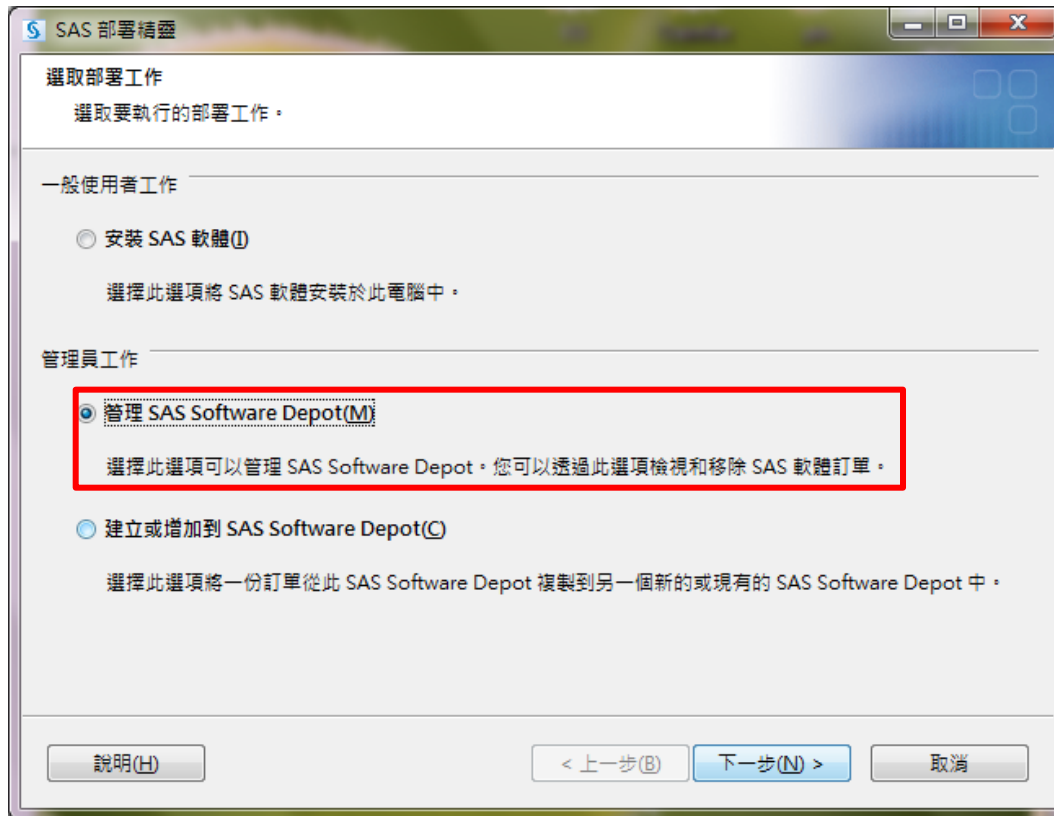 SAS 部署精靈
選取部署工作
選取要執行的部署工作。
一般使用者工作
安裝 SAS 軟體(I)
選擇此選項將 SAS 軟體安裝於此電腦中。
管理員工作
管理 SAS Software Depot(M)
選擇此選項可以管理 SAS Software Depot。您可以透過此選項檢視和移除 SAS 軟體訂單。
建立或增加到 SAS Software Depot(C)
選擇此選項將一份訂單從此 SAS Software Depot 複製到另一個新的或現有的 SAS Software Depot 中。
說明(H)
< 上一步(B)
下一步(N) >
取消